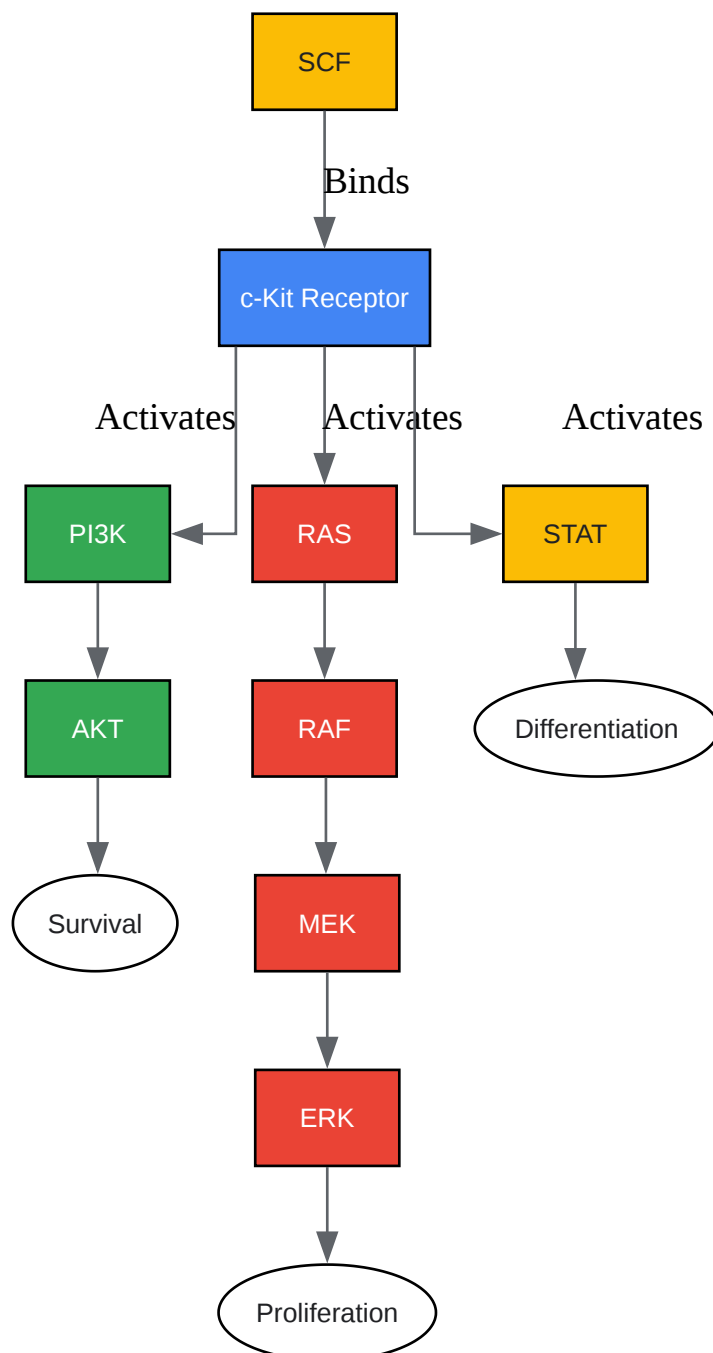 SCF
Binds
c-Kit Receptor
Activates Activates Activates
PI3K RAS STAT
AKT RAF Differentiation
Survival MEK
ERK
Proliferation